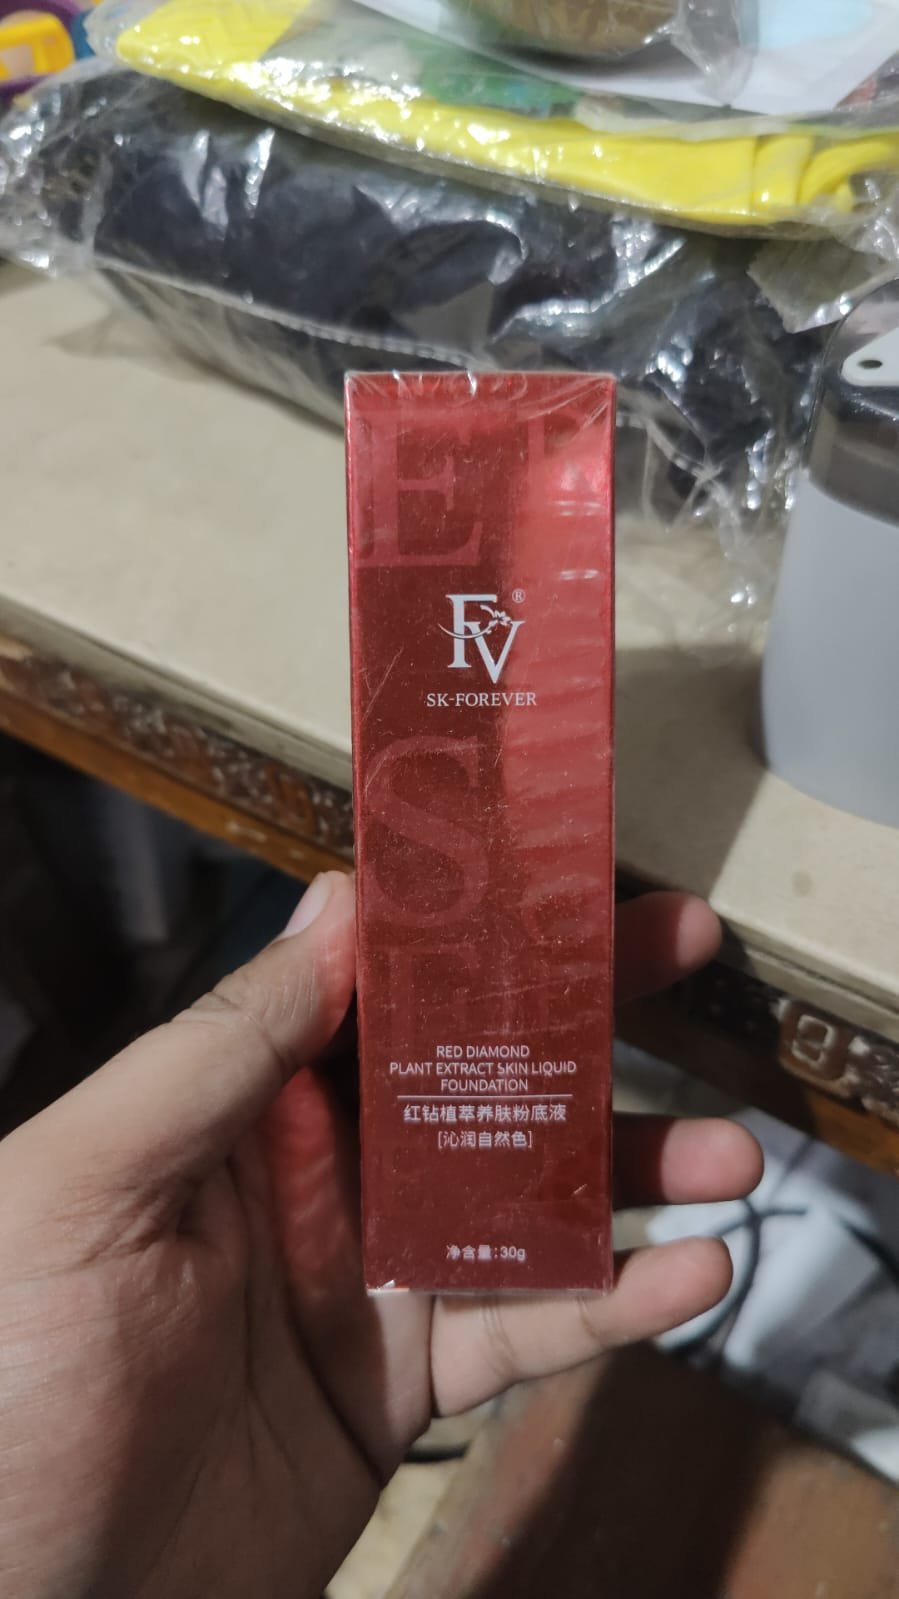 FV®
SK-FOREVER
RED DIAMOND
PLANT EXTRACT SKIN LIQUID
FOUNDATION
红钻植萃养肤粉底液
[沁润自然色]
净含量:30g